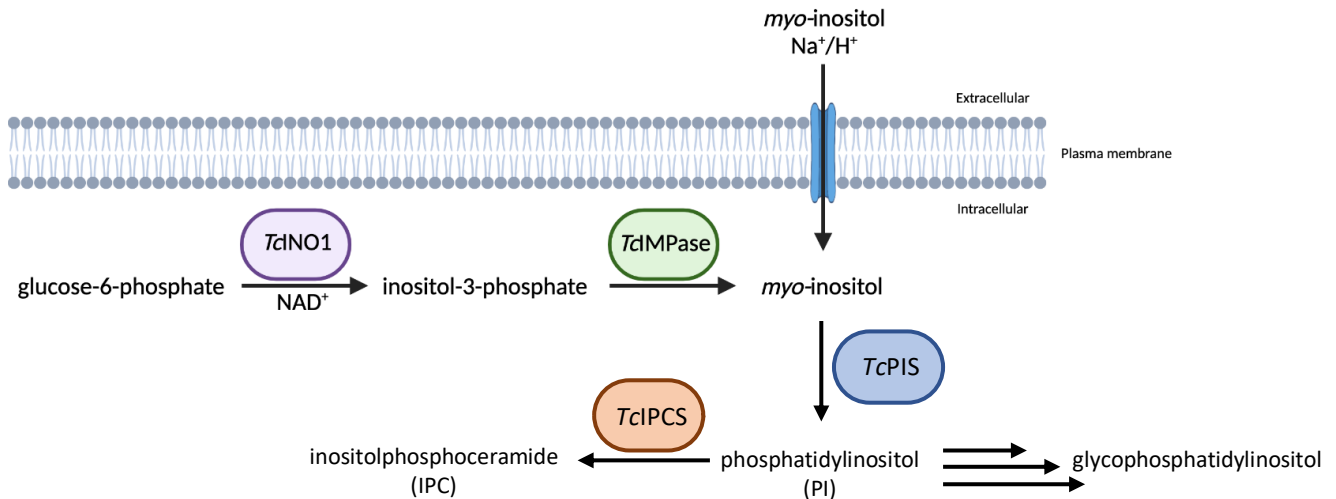 myo-inositol
Na⁺/H⁺
Extracellular
Plasma membrane
Intracellular
TcINO1
TcIMPase
glucose-6-phosphate
NAD⁺
inositol-3-phosphate
myo-inositol
TcPIS
TcIPCS
inositolphosphoceramide
(IPC)
phosphatidylinositol
(PI)
glycophosphatidylinositol